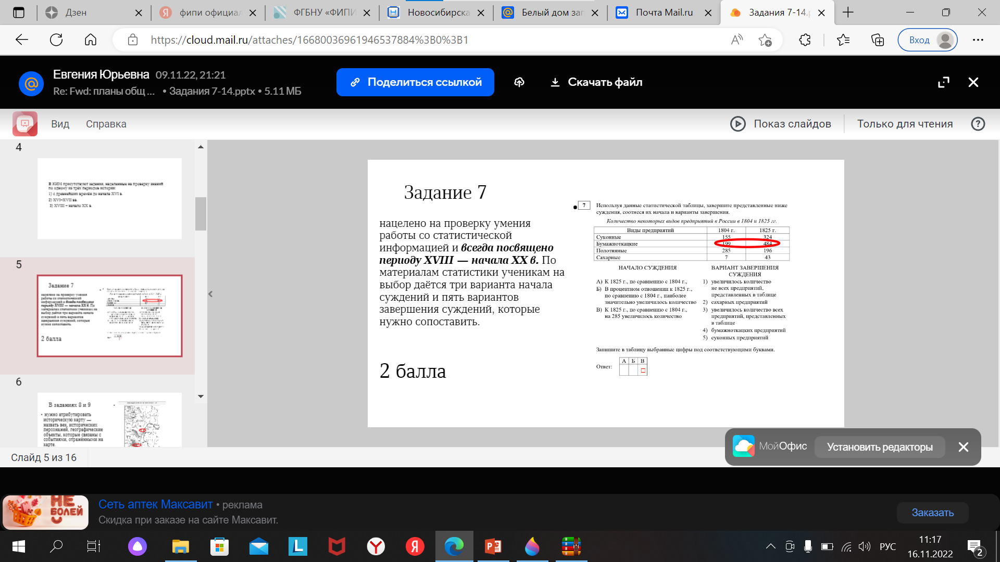 Дзен
фипи официал
ФГБНУ «ФИПИ
Новосибирска
Белый дом зап
Почта Mail.ru
Задания 7-14.p
https://cloud.mail.ru/attaches/16680036961946537884%3B0%3B1
Вход
Евгения Юрьевна 09.11.22, 21:21
Re: Fwd: планы общ ... • Задания 7-14.pptx • 5.11 МБ
Поделиться ссылкой
Скачать файл
Вид Справка
Показ слайдов
Только для чтения
4
В КИМ присутствуют задания, нацеленные на проверку знаний
по одному из трёх периодов истории:
1) с древнейших времён до начала XVI в.
2) XVI–XVII вв.
3) XVIII – начало XX в.
5
Задание 7
2 балла
6
В заданиях 8 и 9
• нужно атрибутировать
историческую карту —
назвать век, исторических
персонажей, географические
объекты, которые связаны с
событиями, отражёнными на
карте.
Задание 7
нацелено на проверку умения
работы со статистической
информацией и всегда посвящено
периоду XVIII — начала XX в. По
материалам статистики ученикам на
выбор даётся три варианта начала
суждений и пять вариантов
завершения суждений, которые
нужно сопоставить.
2 балла
7 Используя данные статистической таблицы, завершите представленные ниже
суждения, соотнеся их начала и варианты завершения.
Количество некоторых видов предприятий в России в 1804 и 1825 гг.
Виды предприятий 1804 г. 1825 г.
Суконные 155 324
Бумажноткацкие 199 484
Полотняные 285 196
Сахарные 7 43
НАЧАЛО СУЖДЕНИЯ
А) К 1825 г., по сравнению с 1804 г.,
Б) В процентном отношении к 1825 г.,
по сравнению с 1804 г., наиболее
значительно увеличилось количество
В) К 1825 г., по сравнению с 1804 г.,
на 285 увеличилось количество
ВАРИАНТ ЗАВЕРШЕНИЯ
СУЖДЕНИЯ
1) увеличилось количество
не всех предприятий,
представленных в таблице
2) сахарных предприятий
3) увеличилось количество всех
предприятий, представленных
в таблице
4) бумажноткацких предприятий
5) суконных предприятий
Запишите в таблицу выбранные цифры под соответствующими буквами.
Ответ:
А Б В
МойОфис
Установить редакторы
Слайд 5 из 16
НЕ
БОЛЕЙ
Сеть аптек Максавит • реклама
Скидка при заказе на сайте Максавит.
Заказать
РУС
11:17
16.11.2022
2